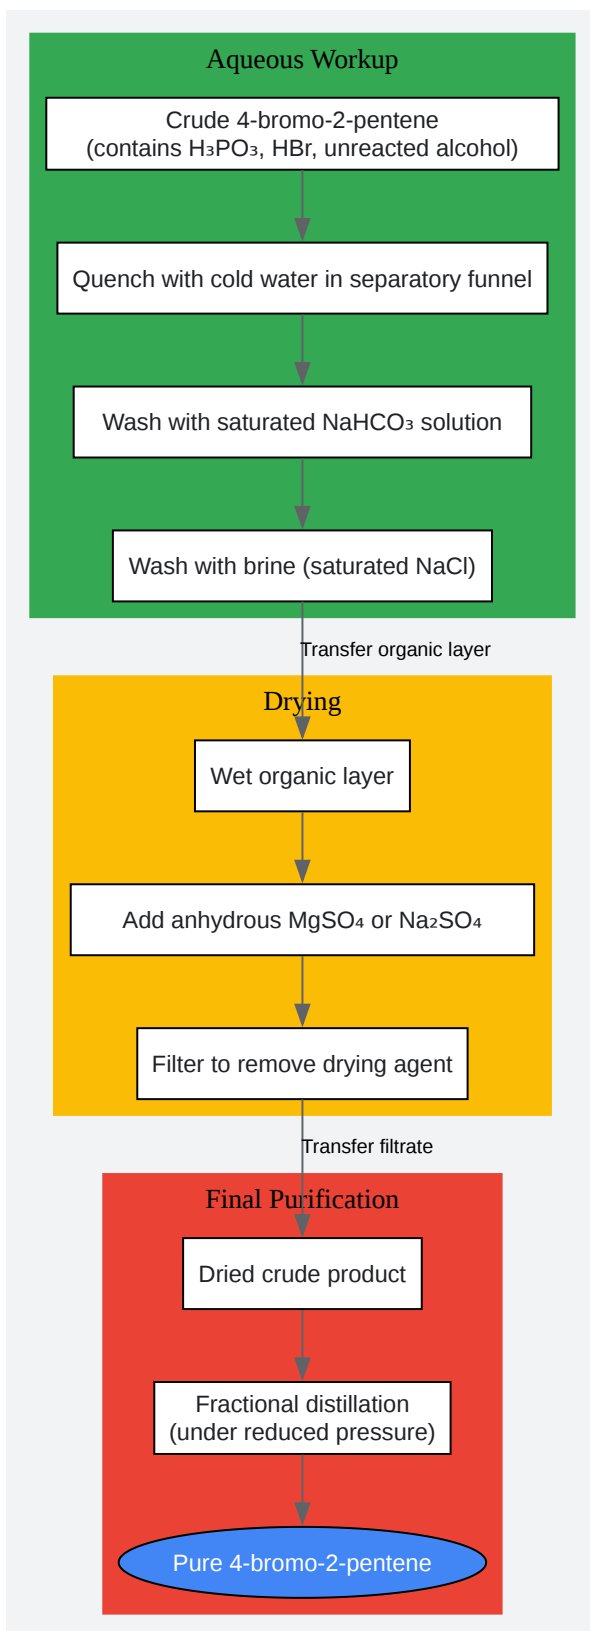 Aqueous Workup
Crude 4-bromo-2-pentene
(contains H₃PO₃, HBr, unreacted alcohol)
Quench with cold water in separatory funnel
Wash with saturated NaHCO₃ solution
Wash with brine (saturated NaCl)
Transfer organic layer
Drying
Wet organic layer
Add anhydrous MgSO₄ or Na₂SO₄
Filter to remove drying agent
Transfer filtrate
Final Purification
Dried crude product
Fractional distillation
(under reduced pressure)
Pure 4-bromo-2-pentene